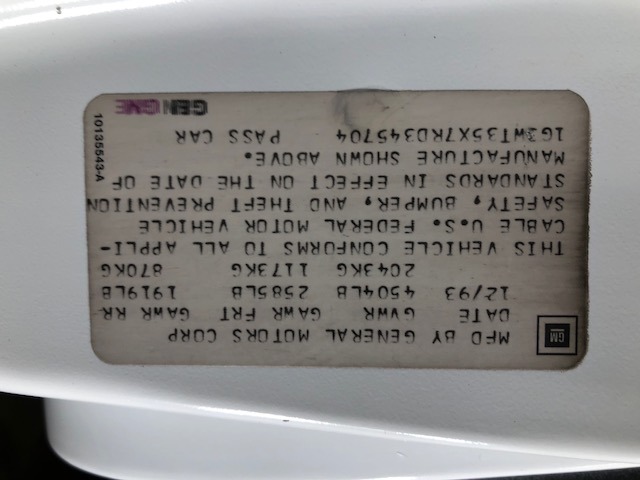 GM
MFD BY GENERAL MOTORS CORP
DATE GVWR GAWR FRT GAWR RR
12/93 4504LB 2585LB 1919LB
2043KG 1173KG 870KG
THIS VEHICLE CONFORMS TO ALL APPLI-
CABLE U.S. FEDERAL MOTOR VEHICLE
SAFETY, BUMPER, AND THEFT PREVENTION
STANDARDS IN EFFECT ON THE DATE OF
MANUFACTURE SHOWN ABOVE.
1G3WT35X7RD345704 PASS CAR
10135543-A